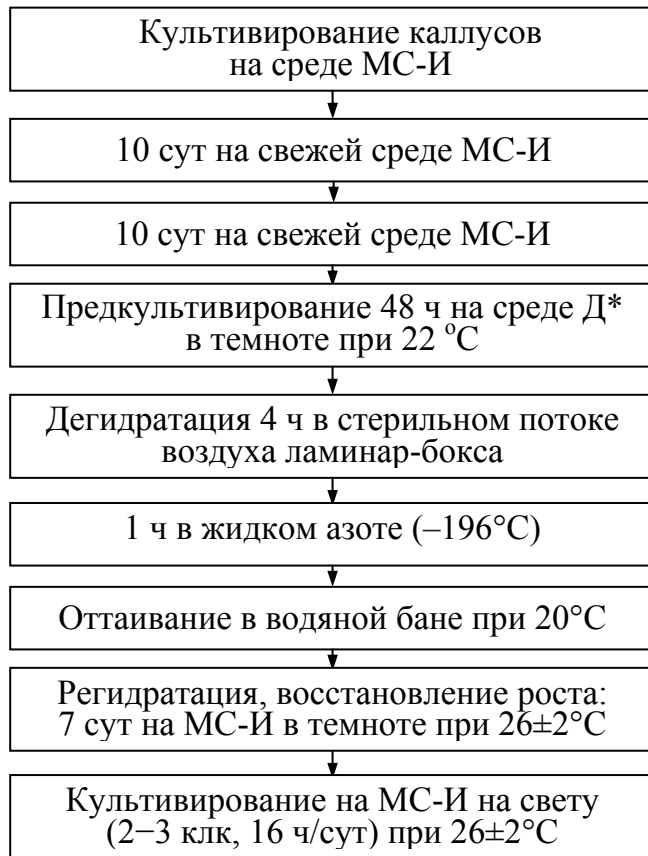 Культивирование каллусов
на среде МС-И
10 сут на свежей среде МС-И
10 сут на свежей среде МС-И
Предкультивирование 48 ч на среде Д*
в темноте при 22 °С
Дегидратация 4 ч в стерильном потоке
воздуха ламинар-бокса
1 ч в жидком азоте (–196°С)
Оттаивание в водяной бане при 20°С
Регидратация, восстановление роста:
7 сут на МС-И в темноте при 26±2°С
Культивирование на МС-И на свету
(2−3 клк, 16 ч/сут) при 26±2°С